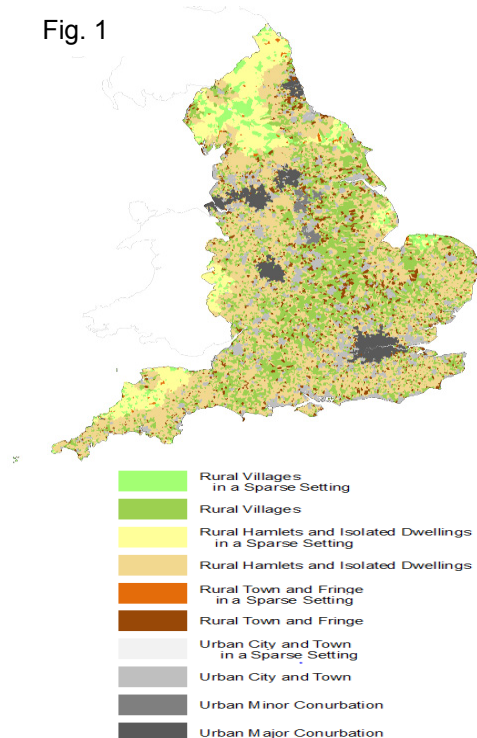 Fig. 1
Rural Villages
in a Sparse Setting
Rural Villages
Rural Hamlets and Isolated Dwellings
in a Sparse Setting
Rural Hamlets and Isolated Dwellings
Rural Town and Fringe
in a Sparse Setting
Rural Town and Fringe
Urban City and Town
in a Sparse Setting
Urban City and Town
Urban Minor Conurbation
Urban Major Conurbation